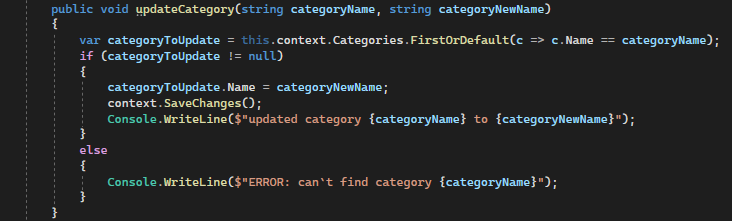 public void updateCategory(string categoryName, string categoryNewName)
{
var categoryToUpdate = this.context.Categories.FirstOrDefault(c => c.Name == categoryName);
if (categoryToUpdate != null)
{
categoryToUpdate.Name = categoryNewName;
context.SaveChanges();
Console.WriteLine($"updated category {categoryName} to {categoryNewName}");
}
else
{
Console.WriteLine($"ERROR: can`t find category {categoryName}");
}
}